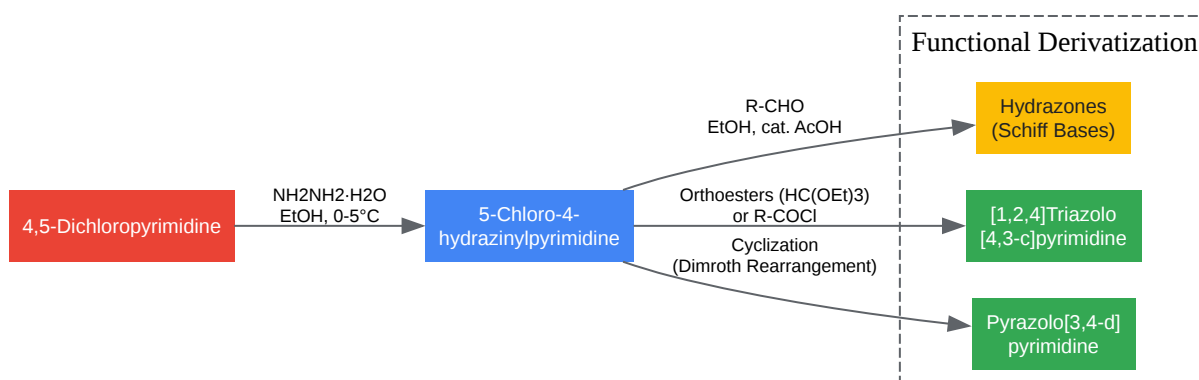 Functional Derivatization
4,5-Dichloropyrimidine
NH2NH2·H2O
EtOH, 0-5°C
5-Chloro-4-
hydrazinylpyrimidine
R-CHO
EtOH, cat. AcOH
Hydrazones
(Schiff Bases)
Orthoesters (HC(OEt)3)
or R-COCl
[1,2,4]Triazolo
[4,3-c]pyrimidine
Cyclization
(Dimroth Rearrangement)
Pyrazolo[3,4-d]
pyrimidine